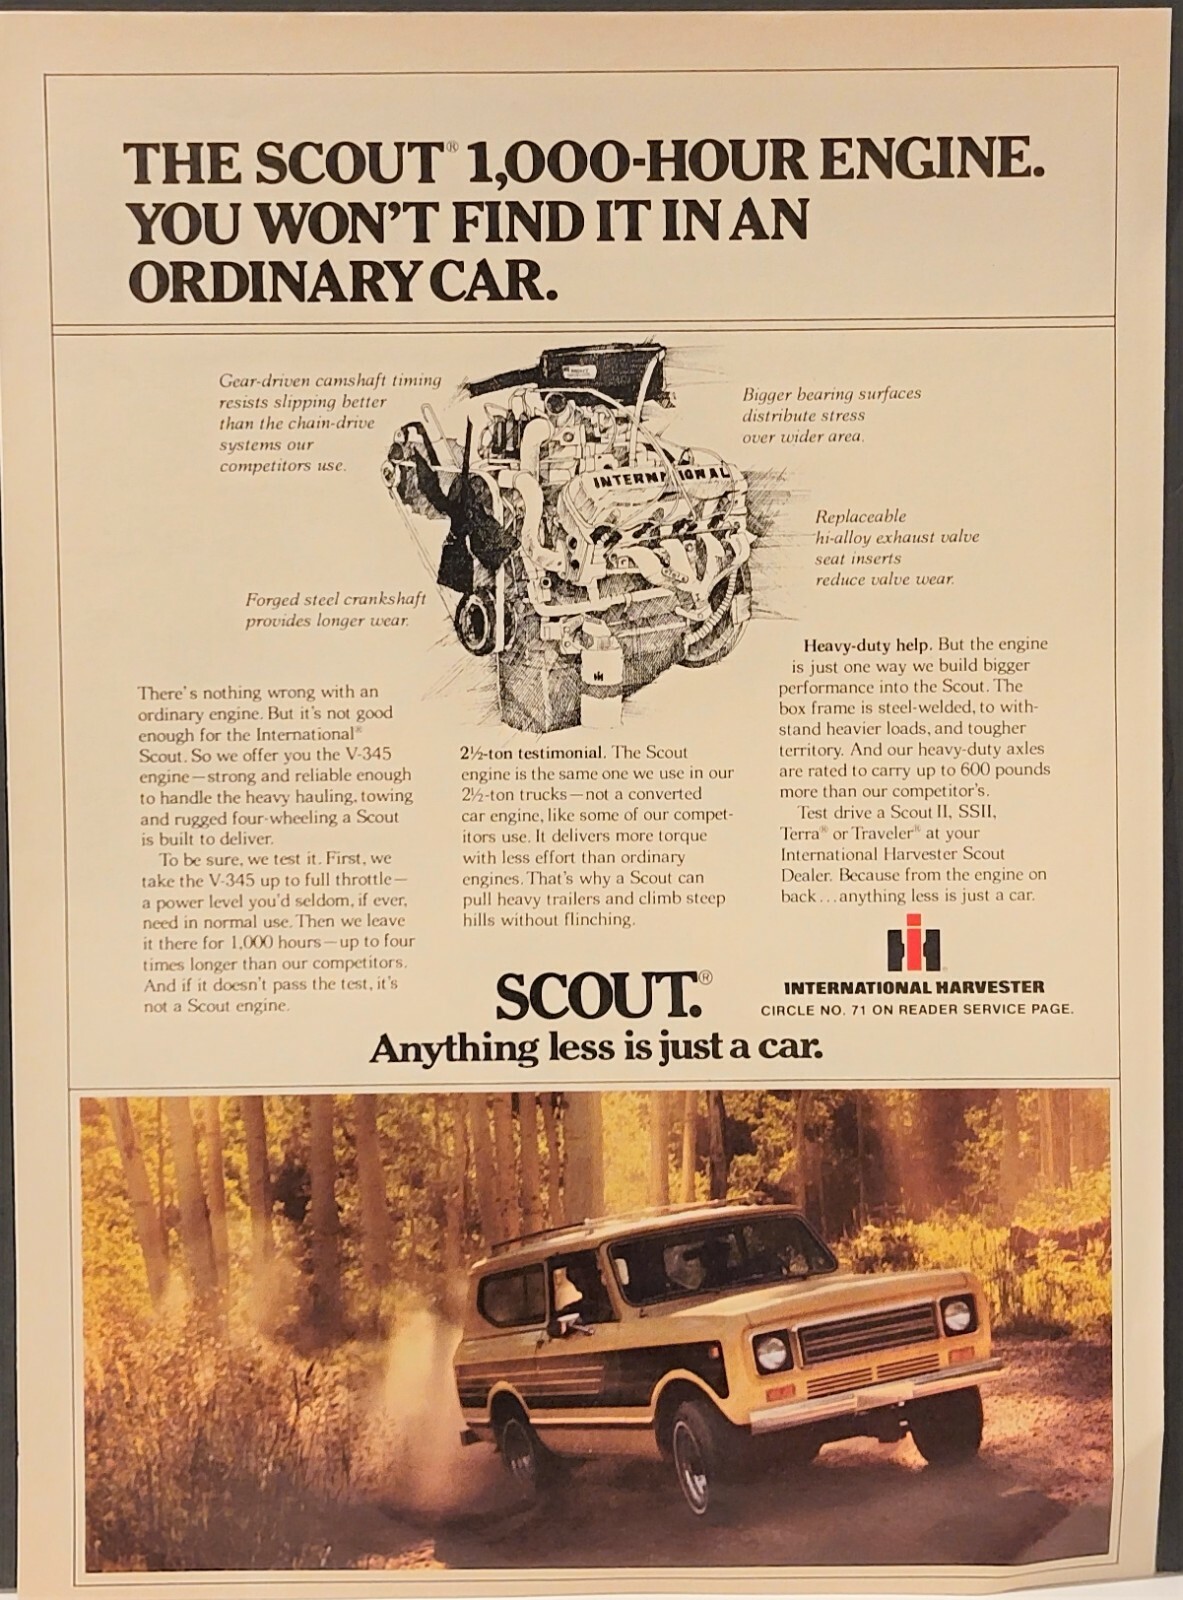 THE SCOUT® 1,000-HOUR ENGINE.
YOU WON'T FIND IT IN AN
ORDINARY CAR.
Gear-driven camshaft timing
resists slipping better
than the chain-drive
systems our
competitors use.
Bigger bearing surfaces
distribute stress
over wider area.
INTERNATIONAL
Replaceable
hi-alloy exhaust valve
seat inserts
reduce valve wear.
Forged steel crankshaft
provides longer wear.
There's nothing wrong with an
ordinary engine. But it's not good
enough for the International®
Scout. So we offer you the V-345
engine—strong and reliable enough
to handle the heavy hauling, towing
and rugged four-wheeling a Scout
is built to deliver.
To be sure, we test it. First, we
take the V-345 up to full throttle—
a power level you'd seldom, if ever,
need in normal use. Then we leave
it there for 1,000 hours—up to four
times longer than our competitors.
And if it doesn't pass the test, it's
not a Scout engine.
2½-ton testimonial. The Scout
engine is the same one we use in our
2½-ton trucks—not a converted
car engine, like some of our compet-
itors use. It delivers more torque
with less effort than ordinary
engines. That's why a Scout can
pull heavy trailers and climb steep
hills without flinching.
Heavy-duty help. But the engine
is just one way we build bigger
performance into the Scout. The
box frame is steel-welded, to with-
stand heavier loads, and tougher
territory. And our heavy-duty axles
are rated to carry up to 600 pounds
more than our competitor's.
Test drive a Scout II, SSII,
Terra® or Traveler® at your
International Harvester Scout
Dealer. Because from the engine on
back...anything less is just a car.
SCOUT.®
Anything less is just a car.
INTERNATIONAL HARVESTER
CIRCLE NO. 71 ON READER SERVICE PAGE.